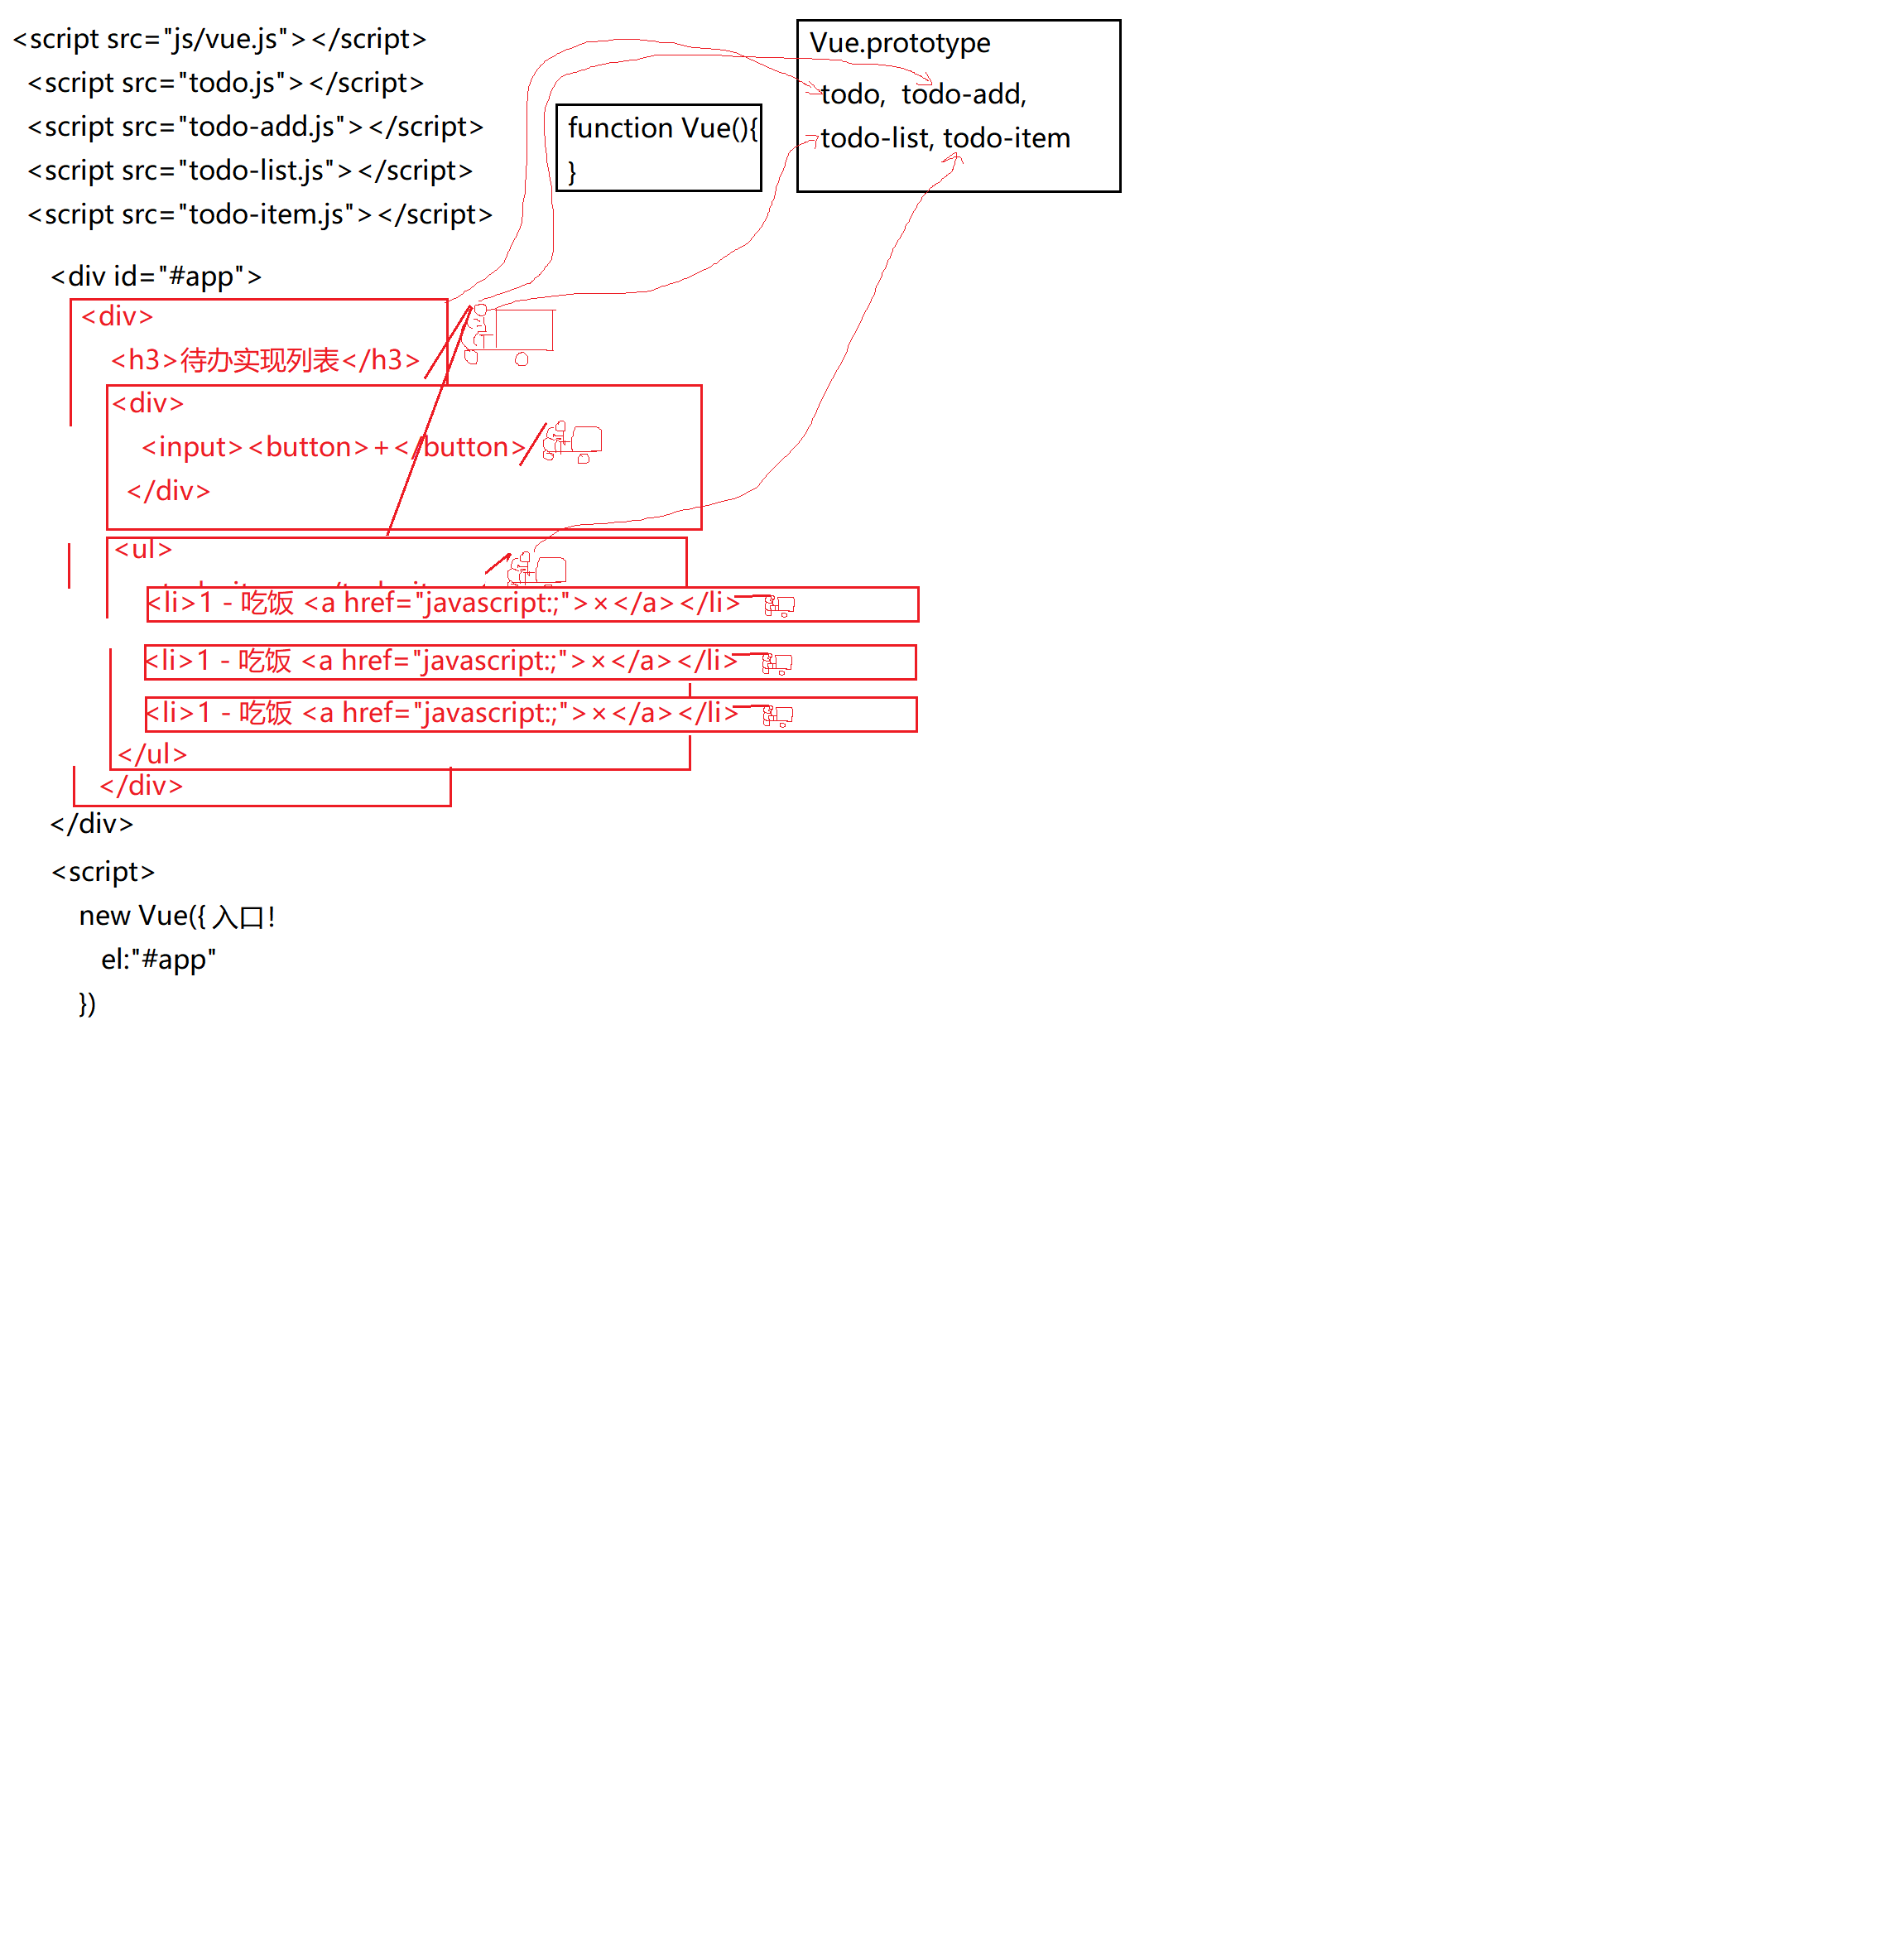 <script src="js/vue.js"></script>
<script src="todo.js"></script>
<script src="todo-add.js"></script>
<script src="todo-list.js"></script>
<script src="todo-item.js"></script>
function Vue(){
}
Vue.prototype
todo, todo-add,
todo-list, todo-item
<div id="#app">
<div>
<h3>待办实现列表</h3>
<div>
<input><button>+</button>
</div>
<ul>
<li>1 - 吃饭 <a href="javascript:;">×</a></li>
<li>1 - 吃饭 <a href="javascript:;">×</a></li>
<li>1 - 吃饭 <a href="javascript:;">×</a></li>
</ul>
</div>
</div>
<script>
new Vue({ 入口!
el:"#app"
})